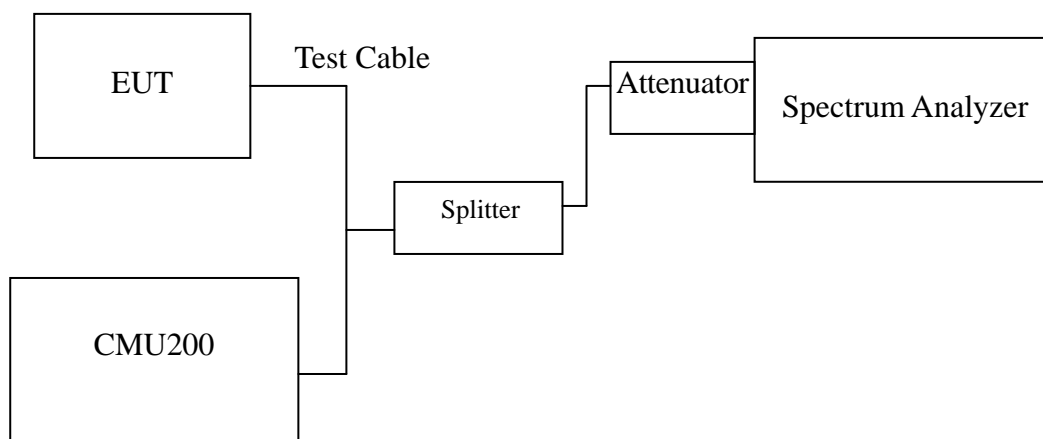 EUT
Test Cable
Attenuator
Spectrum Analyzer
Splitter
CMU200